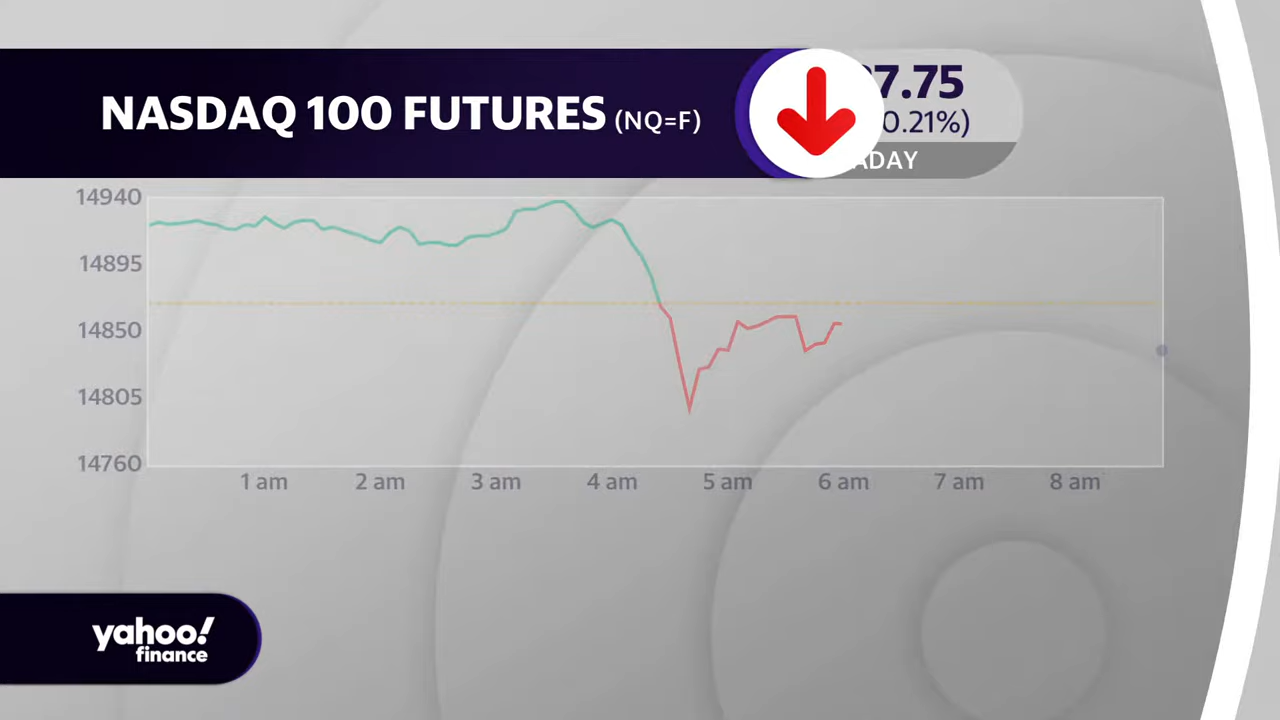 NASDAQ 100 FUTURES (NQ=F)
7.75
0.21%)
ADAY
14940
14895
14850
14805
14760
1 am 2 am 3 am 4 am 5 am 6 am 7 am 8 am
yahoo!
finance